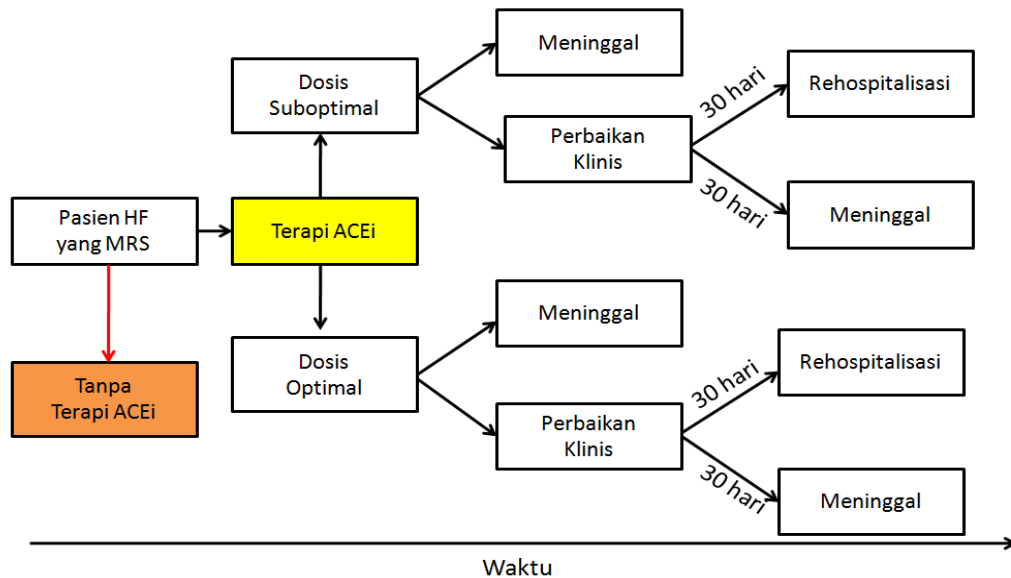 Meninggal
Dosis
Suboptimal
30 hari
Rehospitalisasi
Perbaikan
Klinis
30 hari
Meninggal
Pasien HF
yang MRS
Terapi ACEi
Meninggal
Tanpa
Terapi ACEi
Dosis
Optimal
30 hari
Rehospitalisasi
Perbaikan
Klinis
30 hari
Meninggal
Waktu